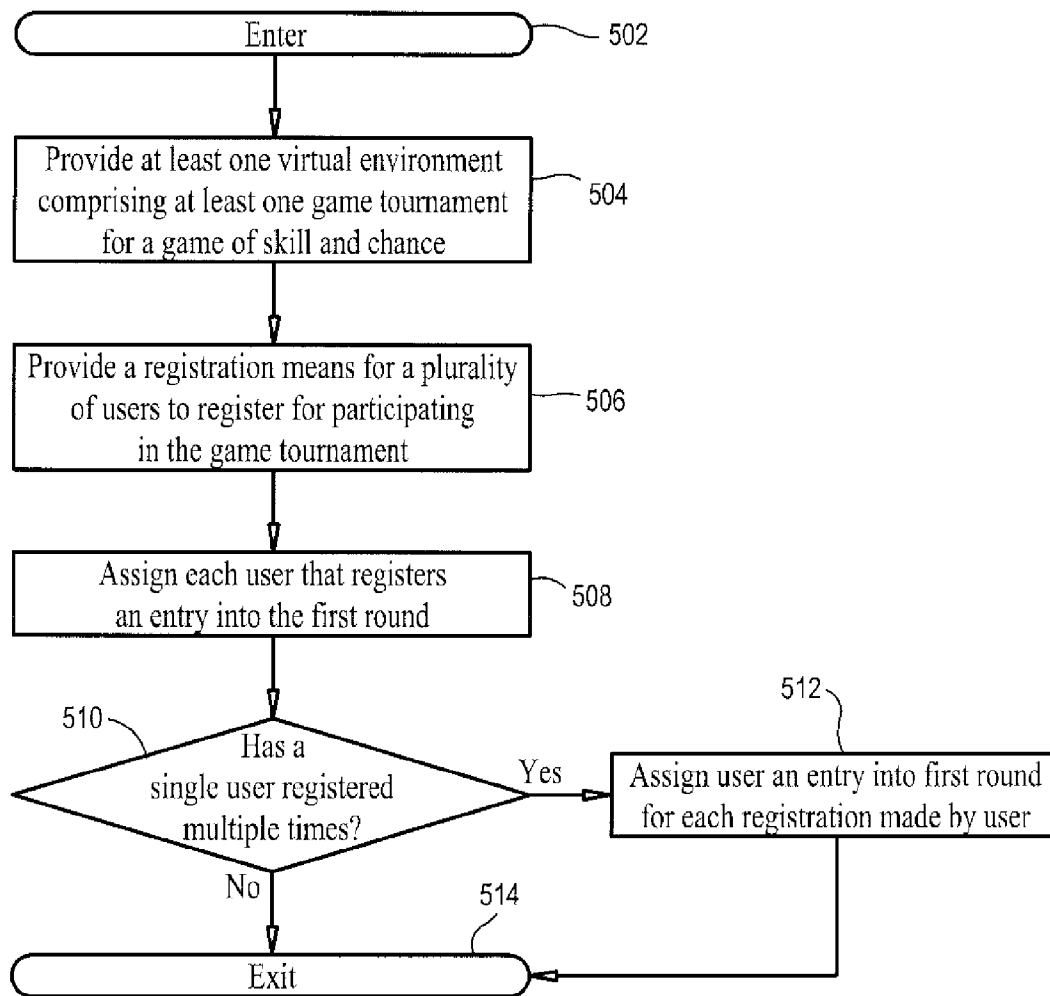 Enter
502
Provide at least one virtual environment
comprising at least one game tournament
for a game of skill and chance
504
Provide a registration means for a plurality
of users to register for participating
in the game tournament
506
Assign each user that registers
an entry into the first round
508
510
Has a
single user registered
multiple times?
Yes
512
Assign user an entry into first round
for each registration made by user
No
514
Exit